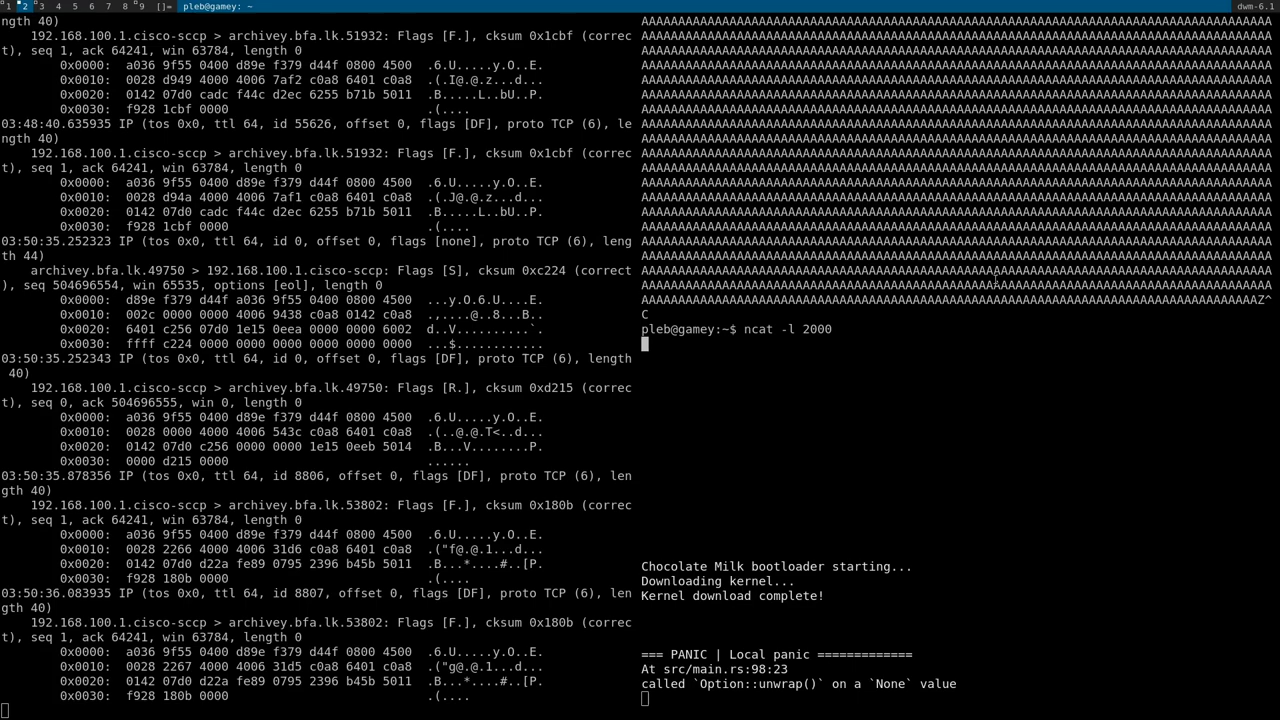 1 2 3 4 5 6 7 8 9 []= pleb@gamey: ~ dwm-6.1
ngth 40)
    192.168.100.1.cisco-sccp > archivey.bfa.lk.51932: Flags [F.], cksum 0x1cbf (correc
t), seq 1, ack 64241, win 63784, length 0
        0x0000:  a036 9f55 0400 d89e f379 d44f 0800 4500  .6.U.....y.O..E.
        0x0010:  0028 d949 4000 4006 7af2 c0a8 6401 c0a8  .(.I@.@.z...d...
        0x0020:  0142 07d0 cadc f44c d2ec 6255 b71b 5011  .B.....L..bU..P.
        0x0030:  f928 1cbf 0000                           .(....
03:48:40.635935 IP (tos 0x0, ttl 64, id 55626, offset 0, flags [DF], proto TCP (6), le
ngth 40)
    192.168.100.1.cisco-sccp > archivey.bfa.lk.51932: Flags [F.], cksum 0x1cbf (correc
t), seq 1, ack 64241, win 63784, length 0
        0x0000:  a036 9f55 0400 d89e f379 d44f 0800 4500  .6.U.....y.O..E.
        0x0010:  0028 d94a 4000 4006 7af1 c0a8 6401 c0a8  .(.J@.@.z...d...
        0x0020:  0142 07d0 cadc f44c d2ec 6255 b71b 5011  .B.....L..bU..P.
        0x0030:  f928 1cbf 0000                           .(....
03:50:35.252323 IP (tos 0x0, ttl 64, id 0, offset 0, flags [none], proto TCP (6), leng
th 44)
    archivey.bfa.lk.49750 > 192.168.100.1.cisco-sccp: Flags [S], cksum 0xc224 (correct
), seq 504696554, win 65535, options [eol], length 0
        0x0000:  d89e f379 d44f a036 9f55 0400 0800 4500  ...y.O.6.U....E.
        0x0010:  002c 0000 0000 4006 9438 c0a8 0142 c0a8  .,....@..8...B..
        0x0020:  6401 c256 07d0 1e15 0eea 0000 0000 6002  d..V..........`.
        0x0030:  ffff c224 0000 0000 0000 0000 0000       ...$..........
03:50:35.252343 IP (tos 0x0, ttl 64, id 0, offset 0, flags [DF], proto TCP (6), length
 40)
    192.168.100.1.cisco-sccp > archivey.bfa.lk.49750: Flags [R.], cksum 0xd215 (correc
t), seq 0, ack 504696555, win 0, length 0
        0x0000:  a036 9f55 0400 d89e f379 d44f 0800 4500  .6.U.....y.O..E.
        0x0010:  0028 0000 4000 4006 543c c0a8 6401 c0a8  .(..@.@.T<..d...
        0x0020:  0142 07d0 c256 0000 0000 1e15 0eeb 5014  .B...V........P.
        0x0030:  0000 d215 0000                           ......
03:50:35.878356 IP (tos 0x0, ttl 64, id 8806, offset 0, flags [DF], proto TCP (6), len
gth 40)
    192.168.100.1.cisco-sccp > archivey.bfa.lk.53802: Flags [F.], cksum 0x180b (correc
t), seq 1, ack 64241, win 63784, length 0
        0x0000:  a036 9f55 0400 d89e f379 d44f 0800 4500  .6.U.....y.O..E.
        0x0010:  0028 2266 4000 4006 31d6 c0a8 6401 c0a8  .("f@.@.1...d...
        0x0020:  0142 07d0 d22a fe89 0795 2396 b45b 5011  .B...*....#..[P.
        0x0030:  f928 180b 0000                           .(....
03:50:36.083935 IP (tos 0x0, ttl 64, id 8807, offset 0, flags [DF], proto TCP (6), len
gth 40)
    192.168.100.1.cisco-sccp > archivey.bfa.lk.53802: Flags [F.], cksum 0x180b (correc
t), seq 1, ack 64241, win 63784, length 0
        0x0000:  a036 9f55 0400 d89e f379 d44f 0800 4500  .6.U.....y.O..E.
        0x0010:  0028 2267 4000 4006 31d5 c0a8 6401 c0a8  .("g@.@.1...d...
        0x0020:  0142 07d0 d22a fe89 0795 2396 b45b 5011  .B...*....#..[P.
        0x0030:  f928 180b 0000                           .(....
Z^
C
pleb@gamey:~$ ncat -l 2000
Chocolate Milk bootloader starting...
Downloading kernel...
Kernel download complete!
=== PANIC | Local panic =============
At src/main.rs:98:23
called `Option::unwrap()` on a `None` value